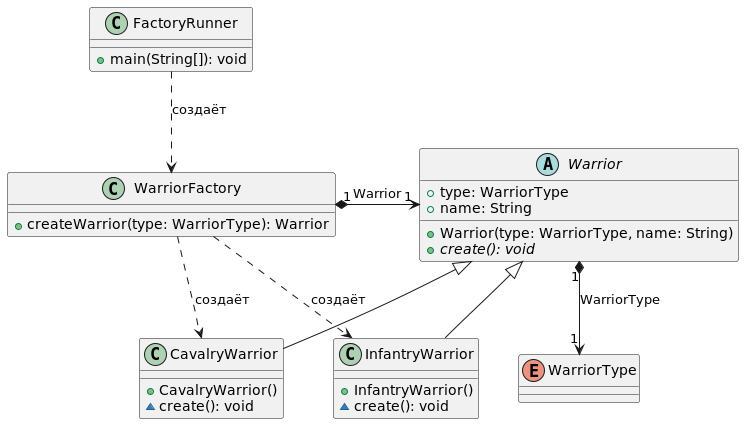 C FactoryRunner
main(String[]): void
создаёт
C WarriorFactory
createWarrior(type: WarriorType): Warrior
1 Warrior 1
A Warrior
type: WarriorType
name: String
Warrior(type: WarriorType, name: String)
create(): void
создаёт
создаёт
1
WarriorType
1
C CavalryWarrior
CavalryWarrior()
create(): void
C InfantryWarrior
InfantryWarrior()
create(): void
E WarriorType